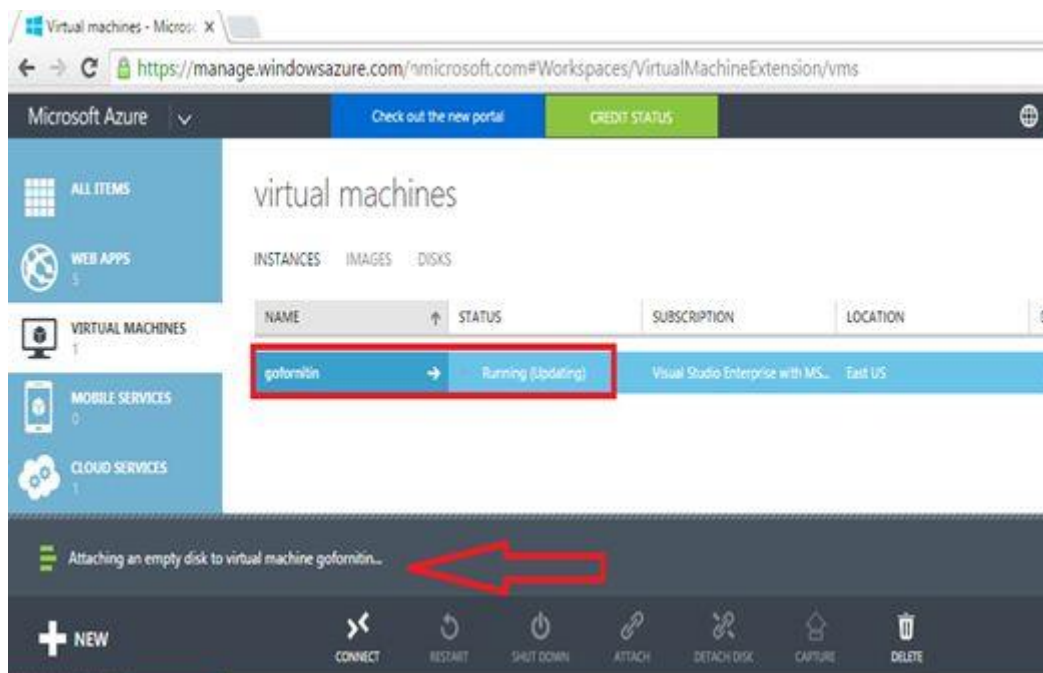 Virtual machines - Micros
https://manage.windowsazure.com/nmicrosoft.com#Workspaces/VirtualMachineExtension/vms
Microsoft Azure
Check out the new portal
CREDIT STATUS
ALL ITEMS
virtual machines
WEB APPS
5
INSTANCES IMAGES DISKS
NAME STATUS SUBSCRIPTION LOCATION
VIRTUAL MACHINES
1
gofornitin Running (Updating) Visual Studio Enterprise with MS... East US
MOBILE SERVICES
0
CLOUD SERVICES
1
Attaching an empty disk to virtual machine gofornitin...
NEW
CONNECT RESTART SHUT DOWN ATTACH DETACH DISK CAPTURE DELETE